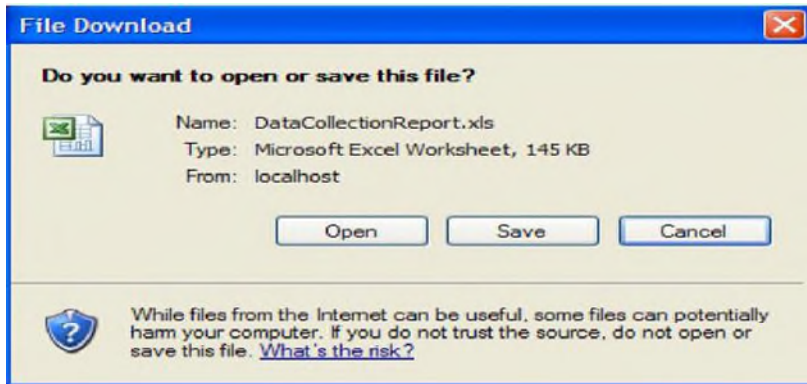 File Download
Do you want to open or save this file?
Name: DataCollectionReport.xls
Type: Microsoft Excel Worksheet, 145 KB
From: localhost
Open Save Cancel
While files from the Internet can be useful, some files can potentially
harm your computer. If you do not trust the source, do not open or
save this file. What's the risk?